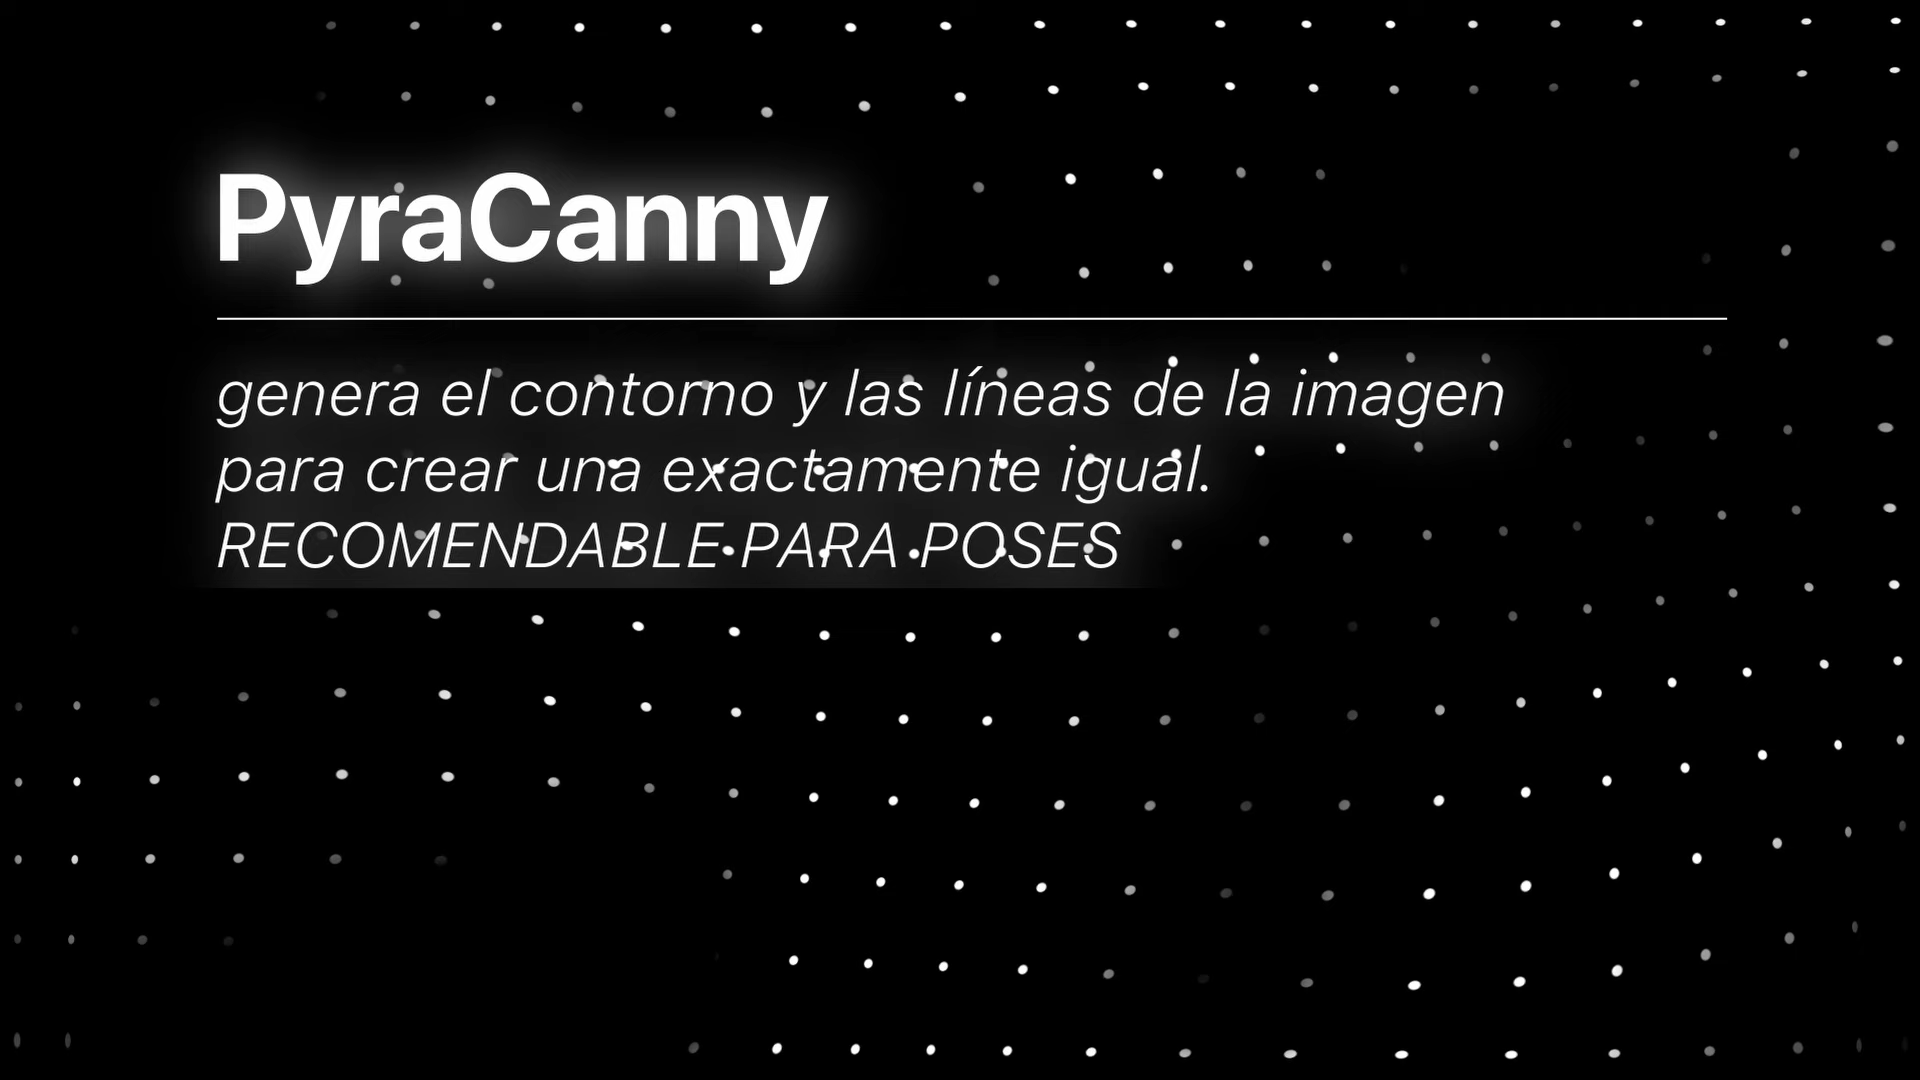 PyraCanny
genera el contorno y las líneas de la imagen
para crear una exactamente igual.
RECOMENDABLE PARA POSES